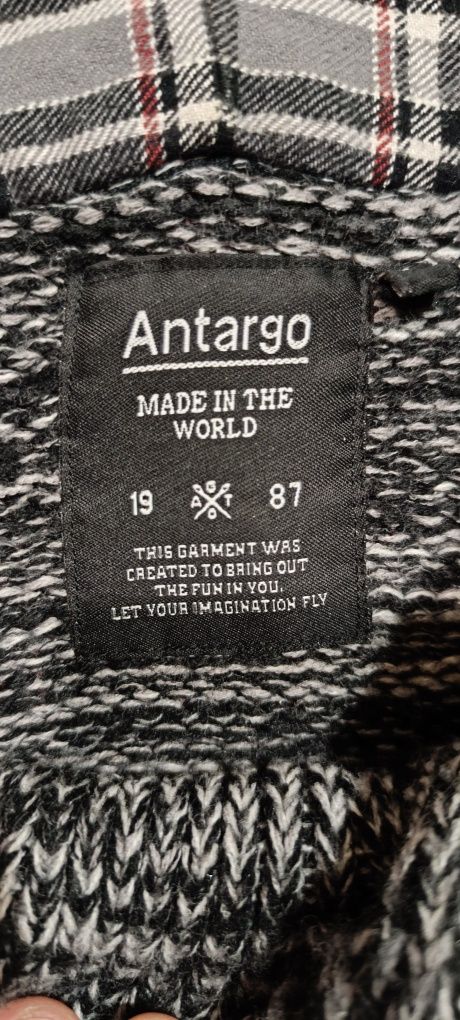 Antargo
MADE IN THE
WORLD
19 87
THIS GARMENT WAS
CREATED TO BRING OUT
THE FUN IN YOU.
LET YOUR IMAGINATION FLY